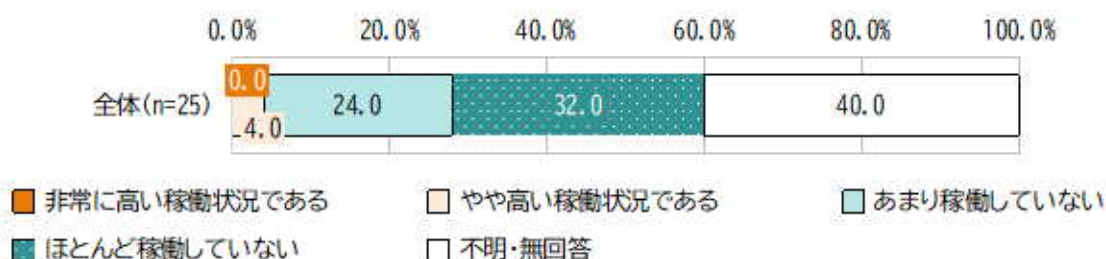 0.0% 20.0% 40.0% 60.0% 80.0% 100.0%
全体(n=25) 0.0 4.0 24.0 32.0 40.0
非常に高い稼働状況である やや高い稼働状況である あまり稼働していない
ほとんど稼働していない 不明・無回答